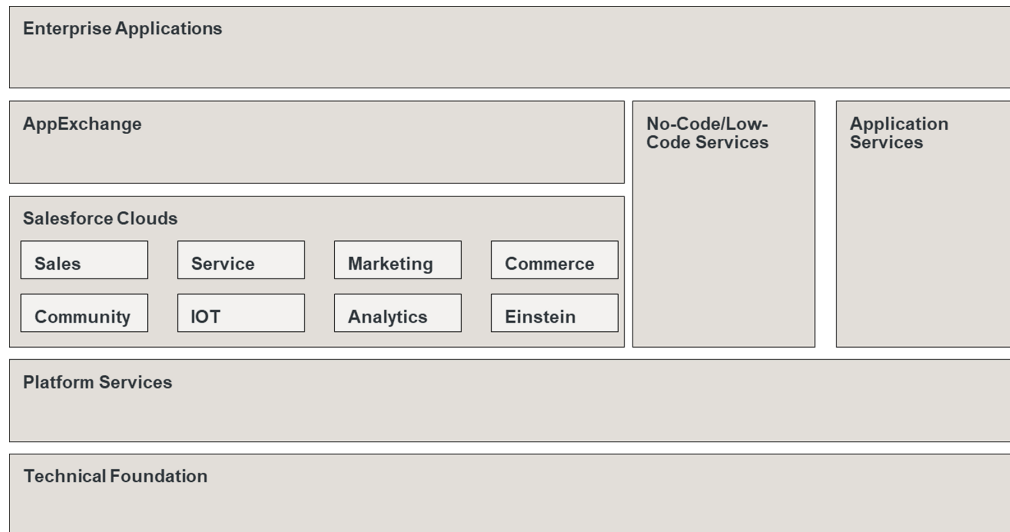 Enterprise Applications
AppExchange
No-Code/Low-
Code Services
Application
Services
Salesforce Clouds
Sales
Service
Marketing
Commerce
Community
IOT
Analytics
Einstein
Platform Services
Technical Foundation